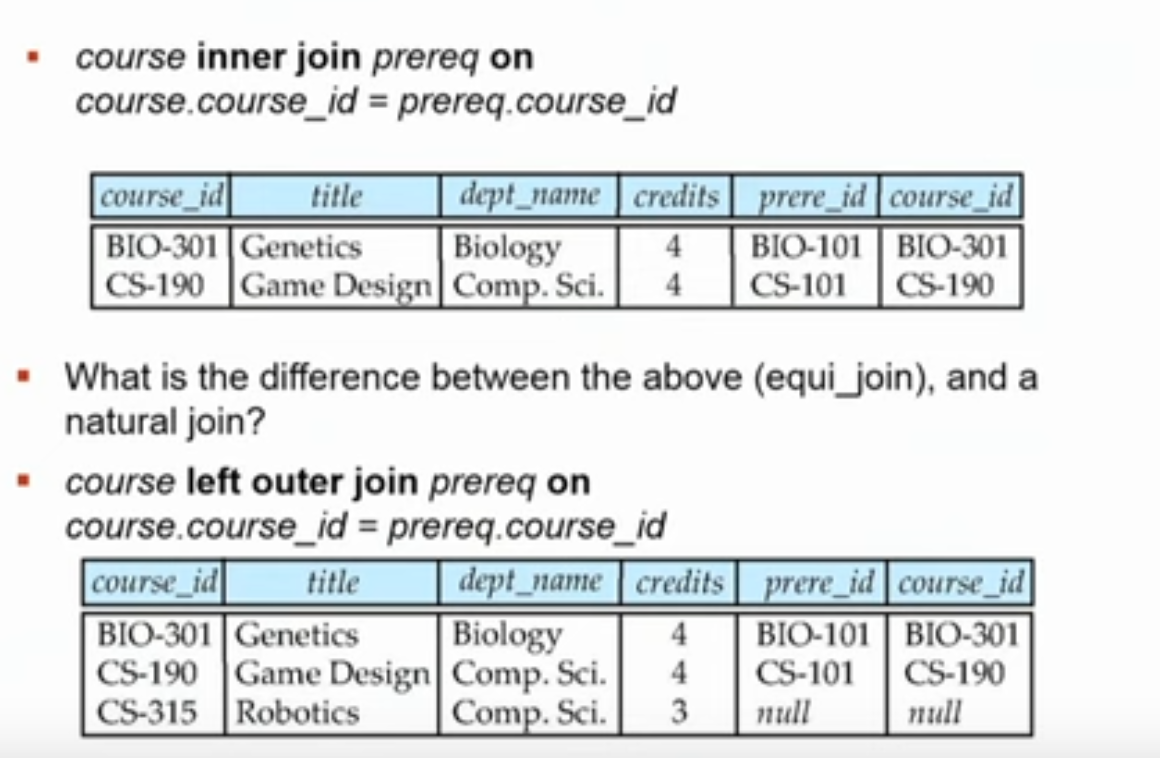 course inner join prereq on
course.course_id = prereq.course_id
course_id title dept_name credits prere_id course_id
BIO-301 Genetics Biology 4 BIO-101 BIO-301
CS-190 Game Design Comp. Sci. 4 CS-101 CS-190
What is the difference between the above (equi_join), and a
natural join?
course left outer join prereq on
course.course_id = prereq.course_id
course_id title dept_name credits prere_id course_id
BIO-301 Genetics Biology 4 BIO-101 BIO-301
CS-190 Game Design Comp. Sci. 4 CS-101 CS-190
CS-315 Robotics Comp. Sci. 3 null null